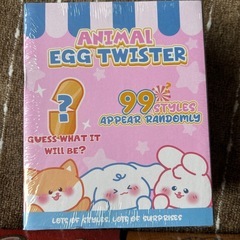 ANIMAL
EGG TWISTER
?
99 STYLES
APPEAR RANDOMLY
GUESS WHAT IT
WILL BE?
LOTS OF STYLES, LOTS OF SURPRISES